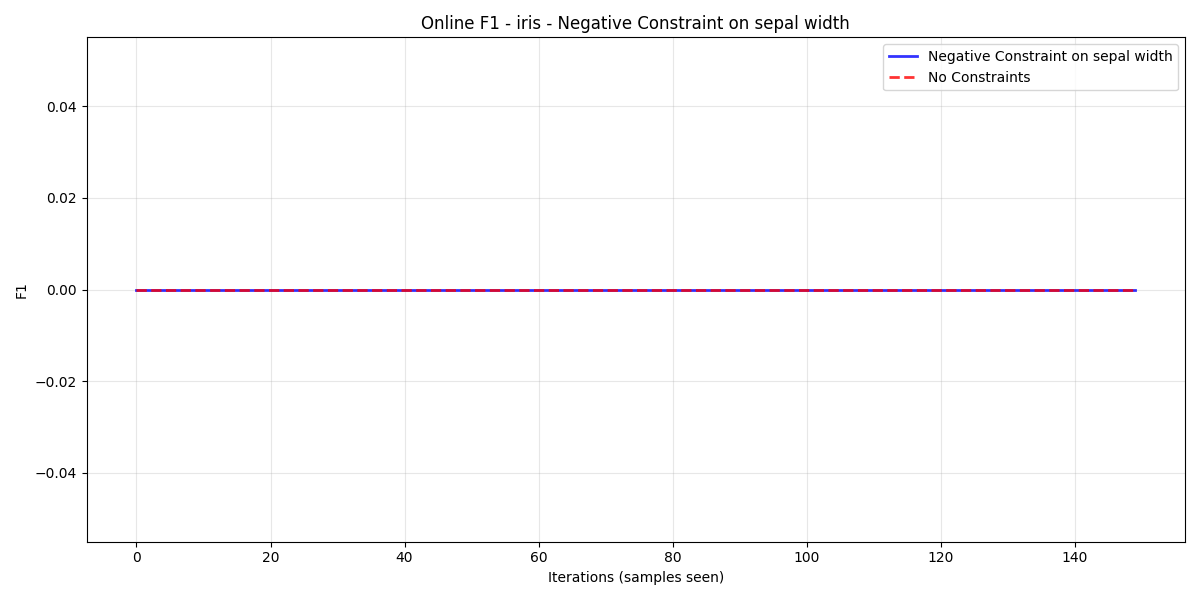 Online F1 - iris - Negative Constraint on sepal width
Negative Constraint on sepal width
No Constraints
0.04
0.02
0.00
−0.02
−0.04
F1
0 20 40 60 80 100 120 140
Iterations (samples seen)